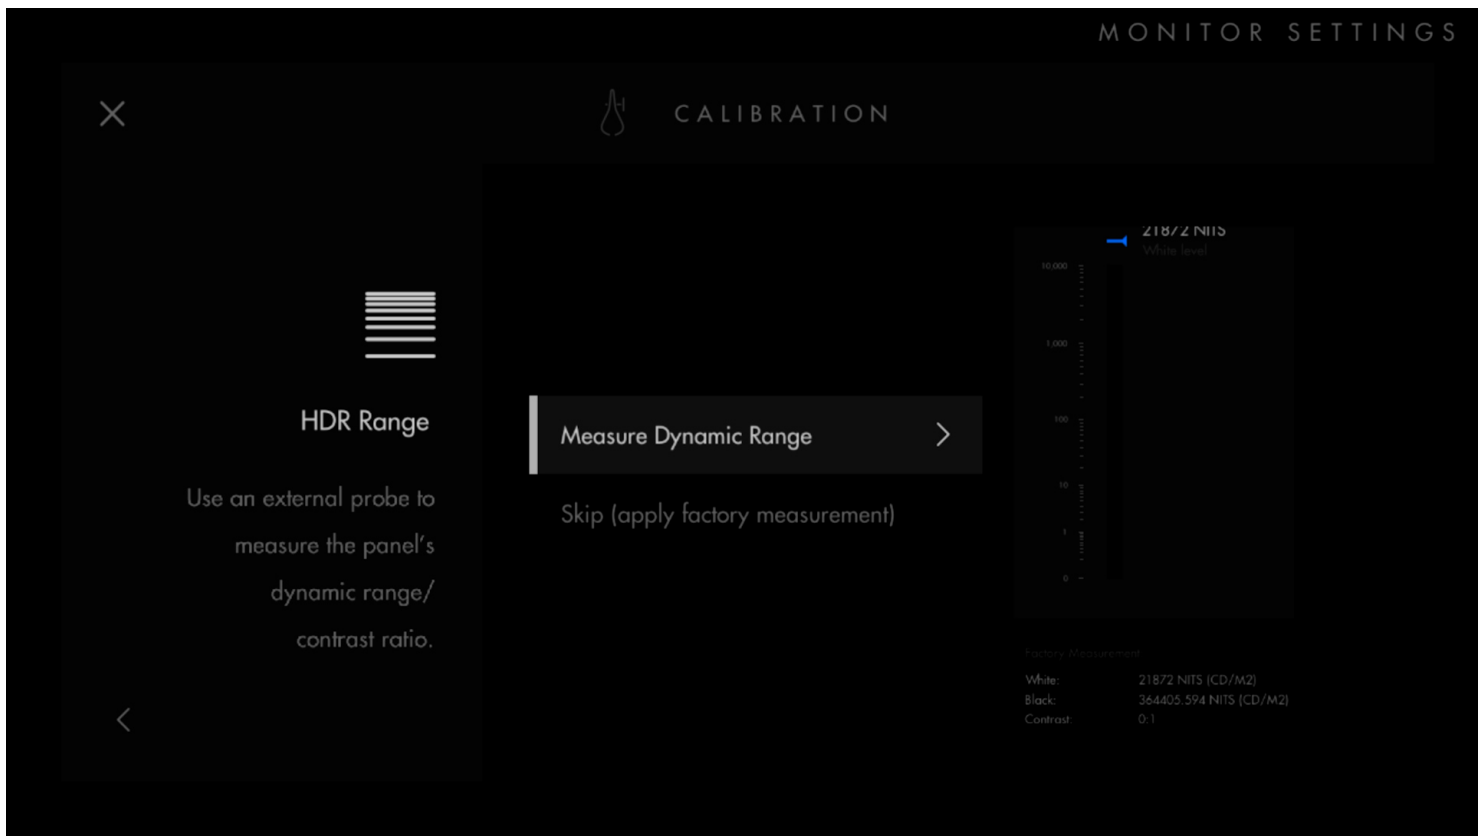 MONITOR SETTINGS
CALIBRATION
HDR Range
Use an external probe to
measure the panel's
dynamic range/
contrast ratio.
Measure Dynamic Range
Skip (apply factory measurement)
21872 NITS
White level
10,000
1,000
100
10
1
0
Factory Measurement
White: 21872 NITS (CD/M2)
Black: 364405.594 NITS (CD/M2)
Contrast: 0:1